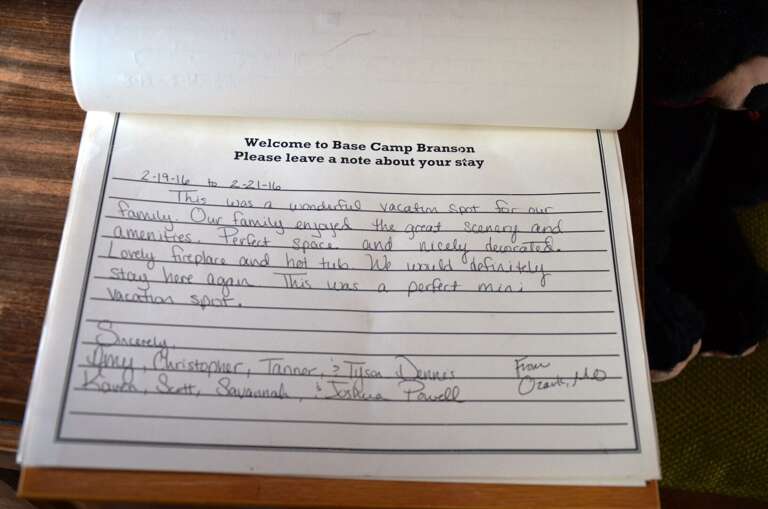 Welcome to Base Camp Branson
Please leave a note about your stay
2-19-16 to 2-21-16
This was a wonderful vacation spot for our
family. Our family enjoyed the great scenery and
amenities. Perfect space and nicely decorated.
Lovely fireplace and hot tub. We would definitely
stay here again. This was a perfect mini
vacation spot.
Sincerely,
Amy, Christopher, Tanner, & Tyson Dennis From
Karen, Scott, Savannah, & Joshua Powell Ozark, MO